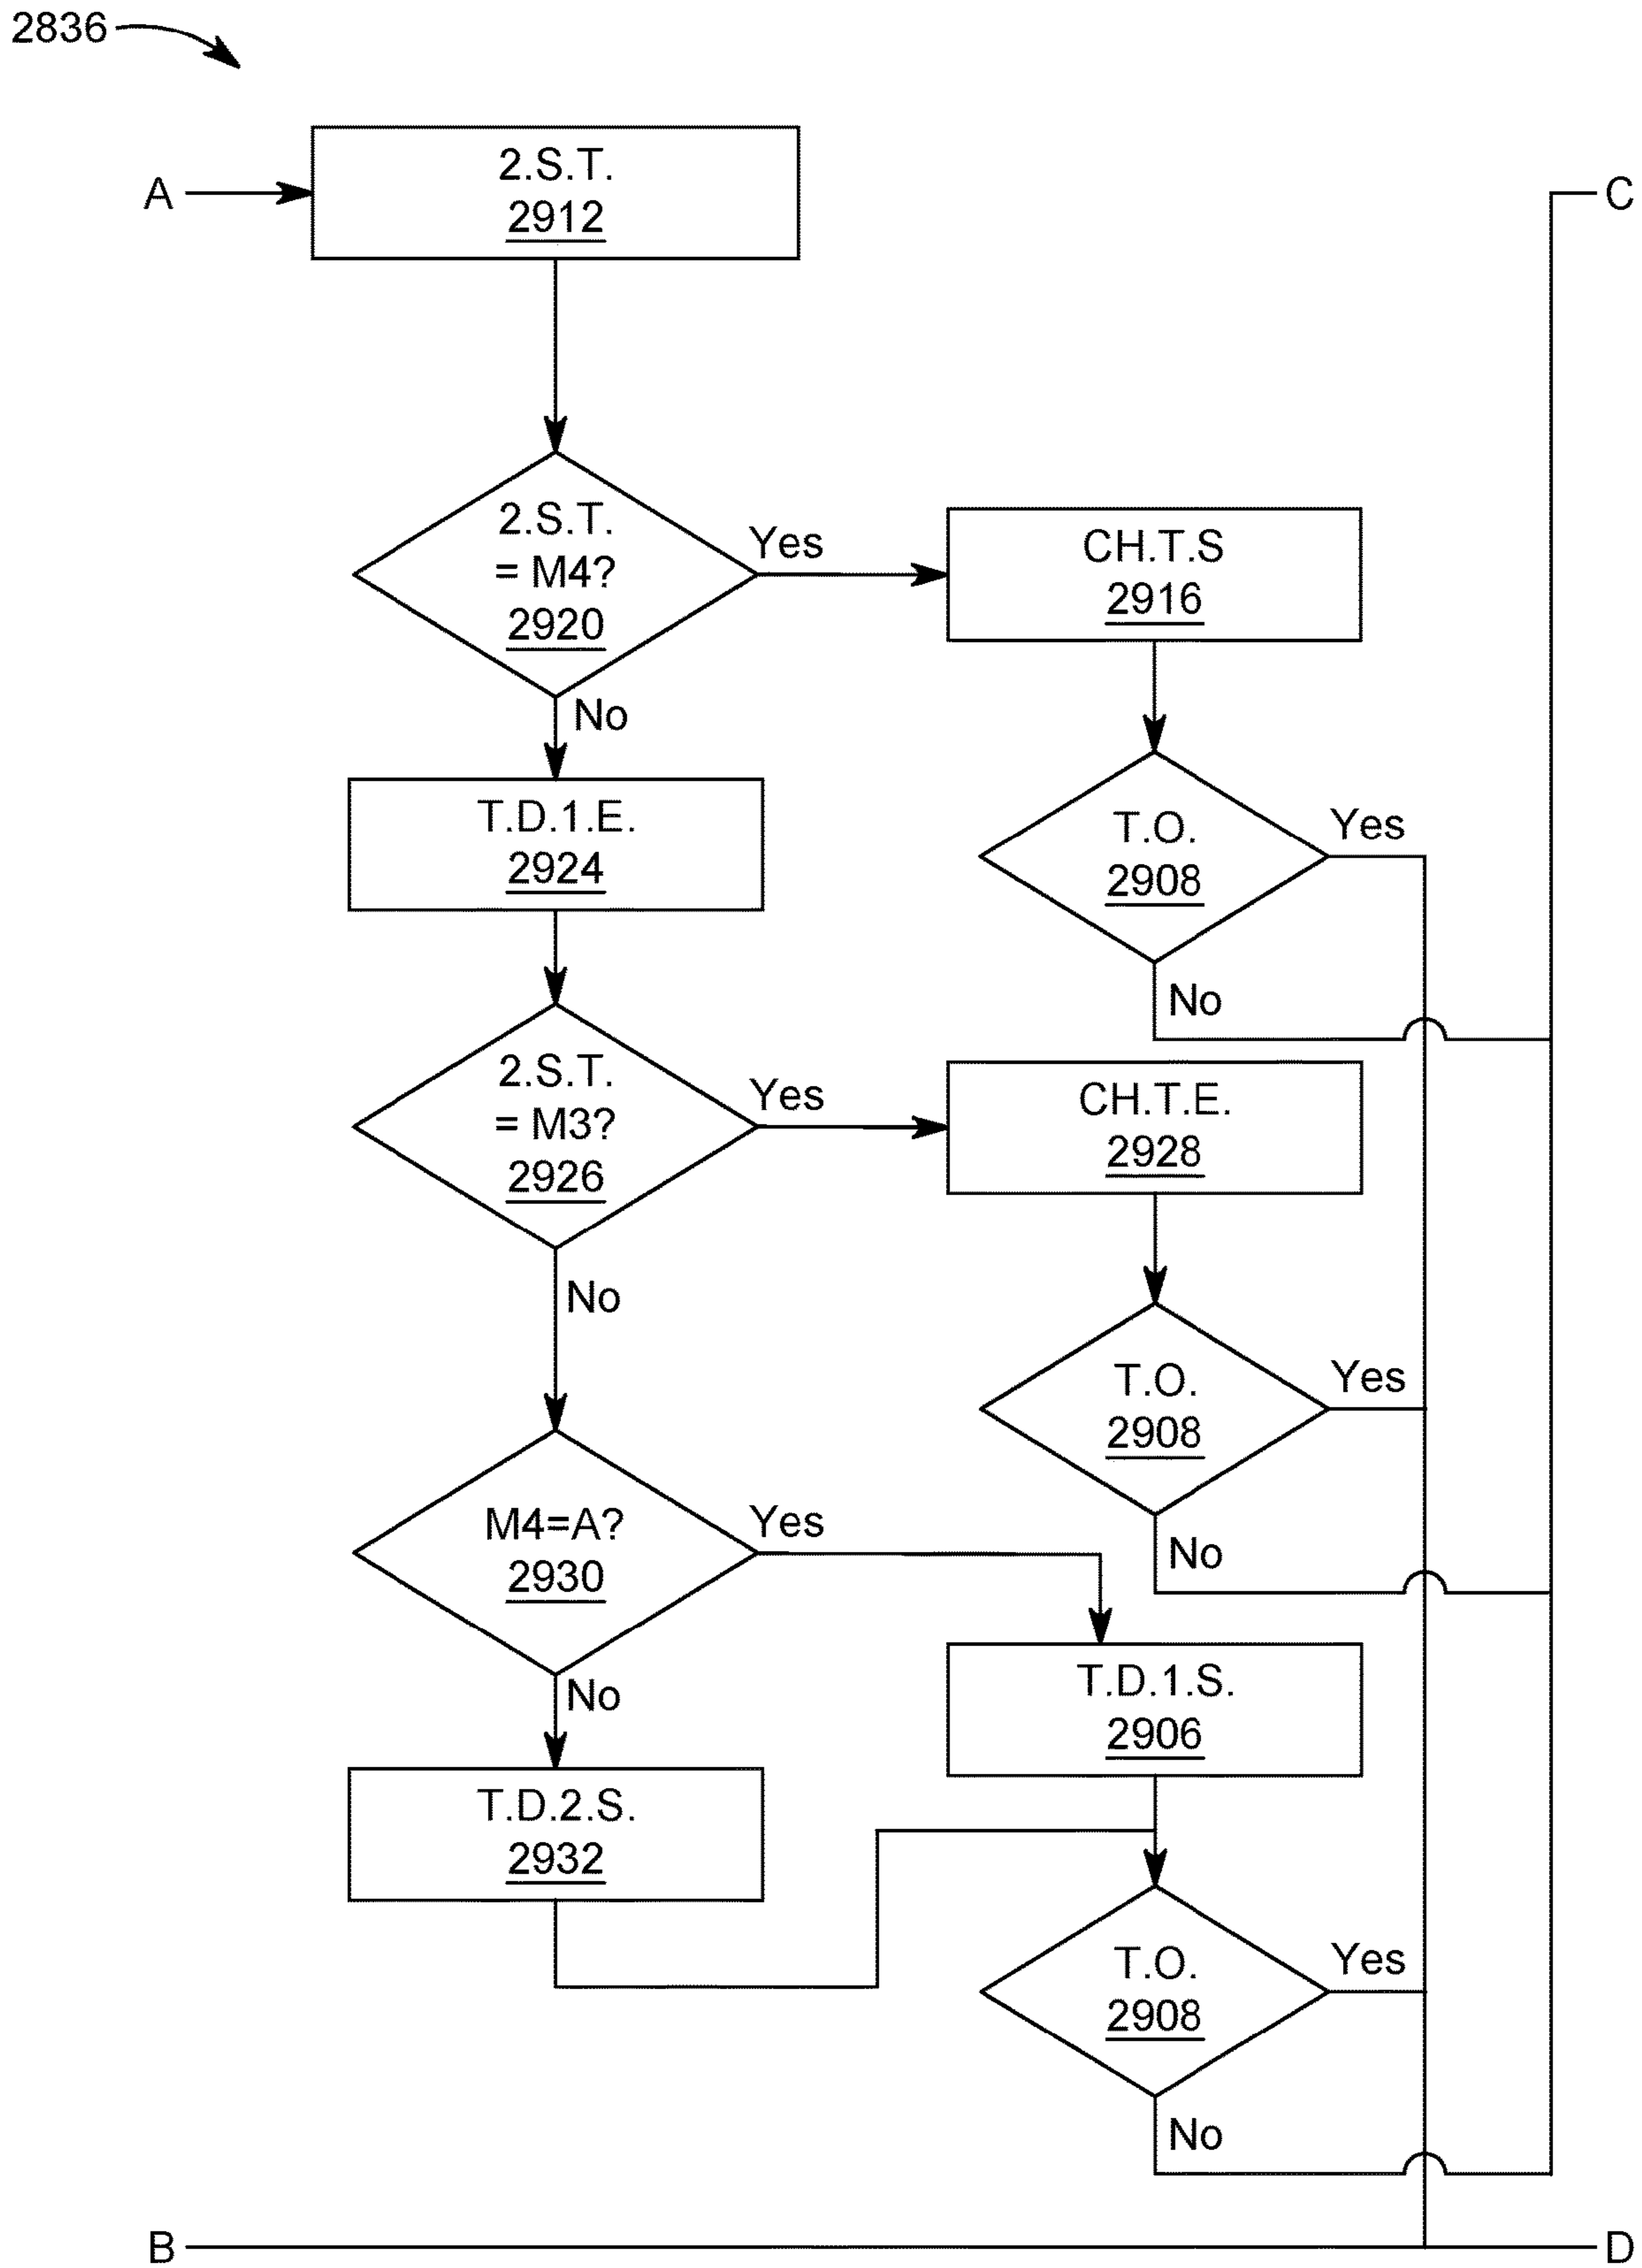 2836
A
2.S.T.
2912
C
2.S.T.
= M4?
2920
Yes
CH.T.S
2916
No
T.D.1.E.
2924
T.O.
2908
Yes
No
2.S.T.
= M3?
2926
Yes
CH.T.E.
2928
No
T.O.
2908
Yes
No
M4=A?
2930
Yes
T.D.1.S.
2906
No
T.D.2.S.
2932
T.O.
2908
Yes
No
B
D